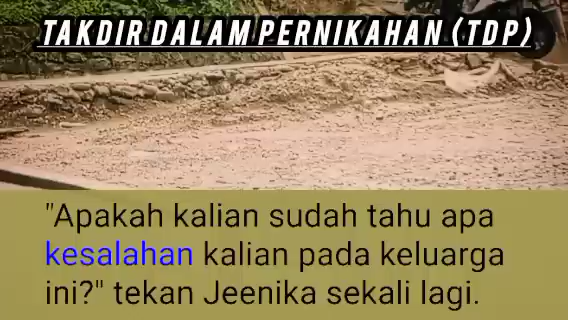 TAKDIR DALAM PERNIKAHAN (TDP)
"Apakah kalian sudah tahu apa
kesalahan kalian pada keluarga
ini?" tekan Jeenika sekali lagi.